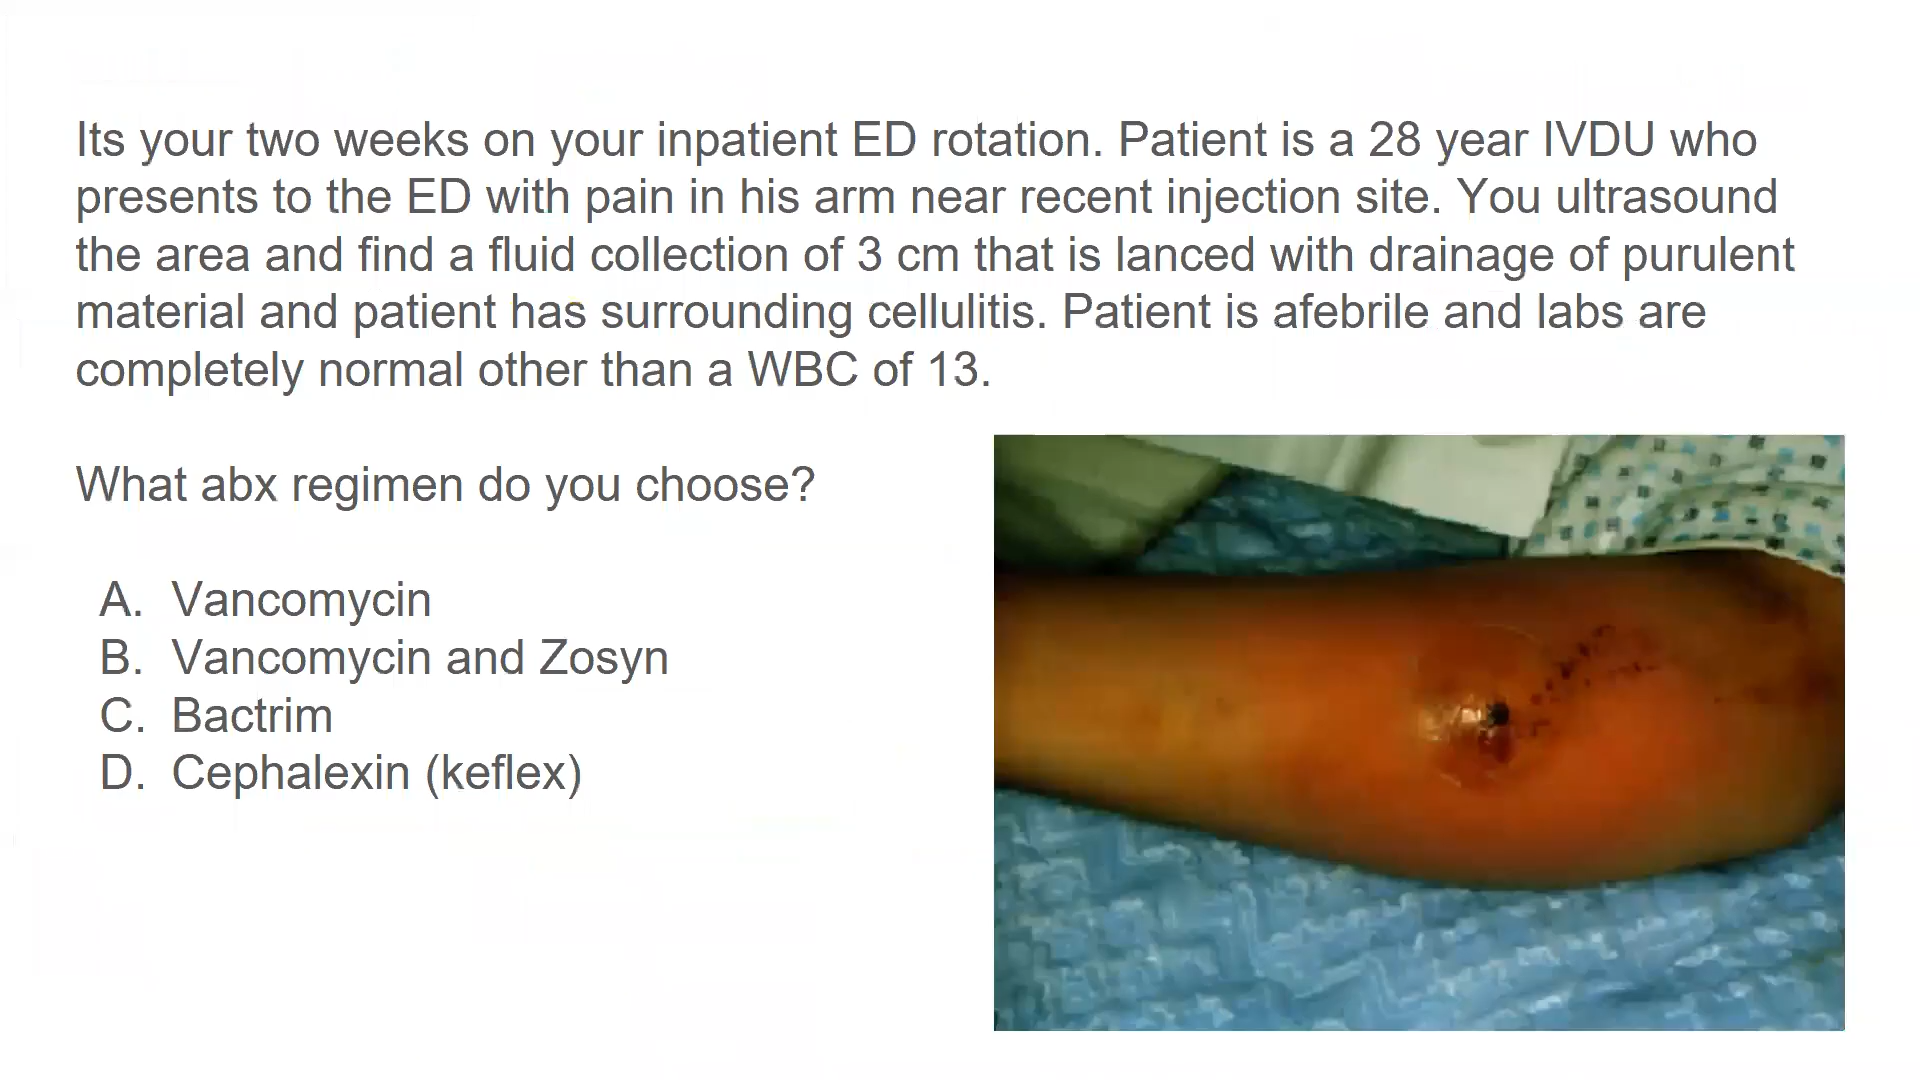 Its your two weeks on your inpatient ED rotation. Patient is a 28 year IVDU who
presents to the ED with pain in his arm near recent injection site. You ultrasound
the area and find a fluid collection of 3 cm that is lanced with drainage of purulent
material and patient has surrounding cellulitis. Patient is afebrile and labs are
completely normal other than a WBC of 13.
What abx regimen do you choose?
A. Vancomycin
B. Vancomycin and Zosyn
C. Bactrim
D. Cephalexin (keflex)